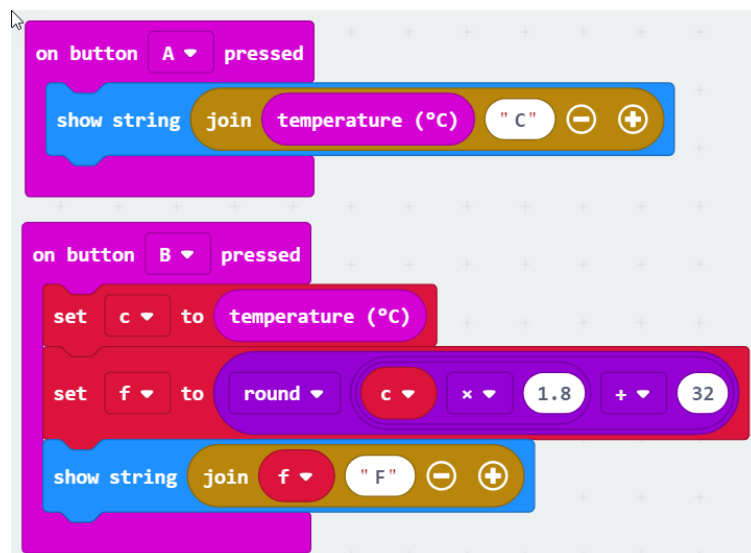 on button A pressed
show string join temperature (°C) "C"
on button B pressed
set c to temperature (°C)
set f to round c × 1.8 + 32
show string join f "F"